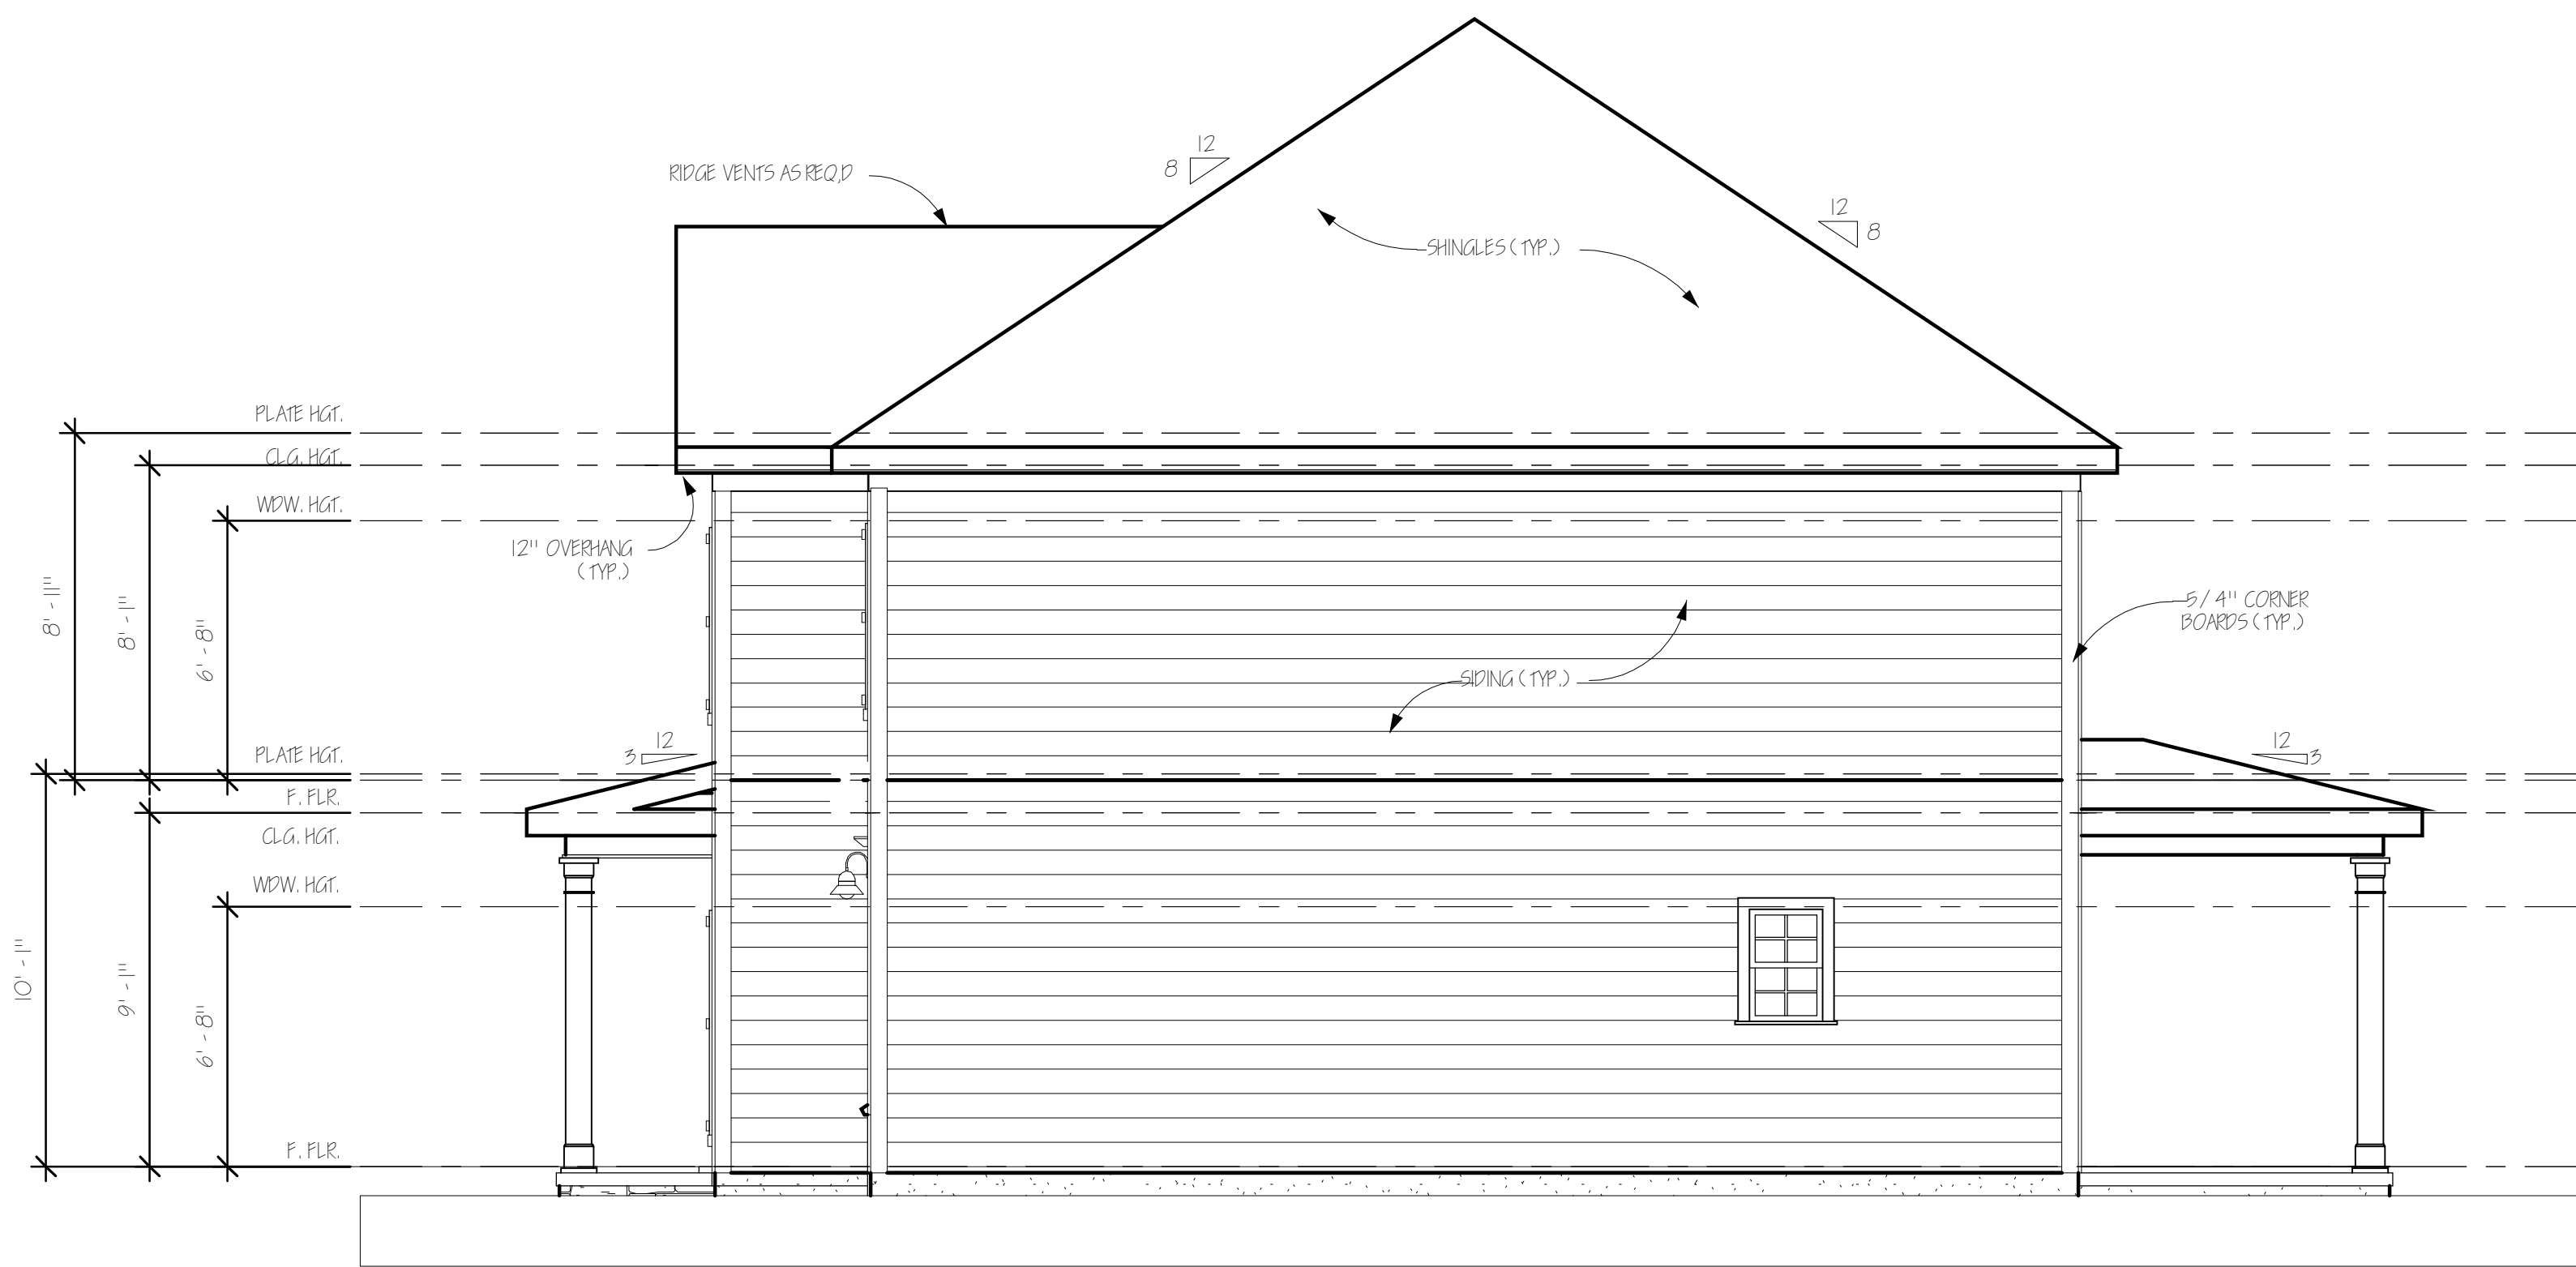 12
8
RIDGE VENTS AS REQ,D
12
8
SHINGLES (TYP.)
PLATE HGT.
CLG. HGT.
WDW. HGT.
12" OVERHANG
(TYP.)
8' - 11"
8' - 1"
6' - 8"
5/4" CORNER
BOARDS (TYP.)
SIDING (TYP.)
12
3
12
3
PLATE HGT.
F. FLR.
CLG. HGT.
WDW. HGT.
10' - 1"
9' - 1"
6' - 8"
F. FLR.